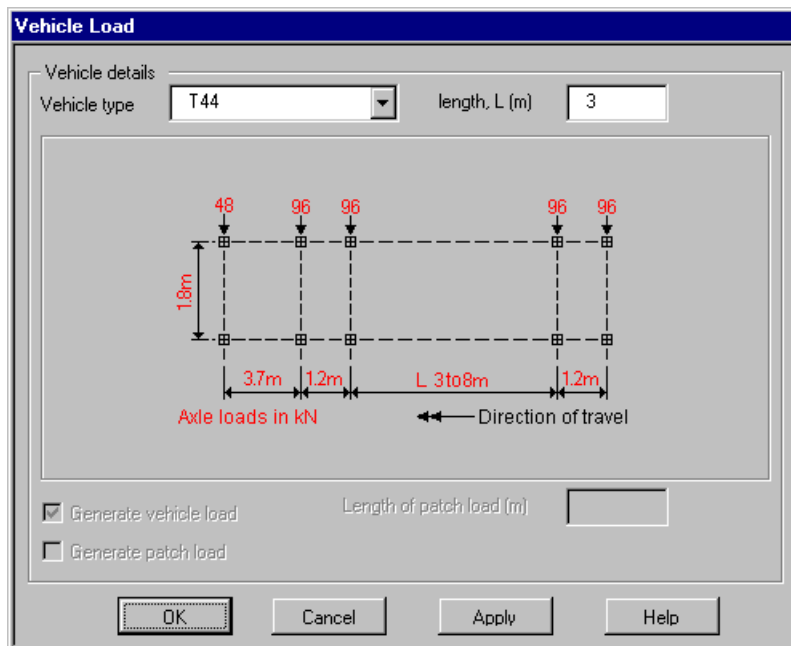 Vehicle Load
Vehicle details
Vehicle type T44 length, L (m) 3
48 96 96 96 96
1.8m
3.7m 1.2m L 3to8m 1.2m
Axle loads in kN Direction of travel
Generate vehicle load Length of patch load (m)
Generate patch load
OK Cancel Apply Help